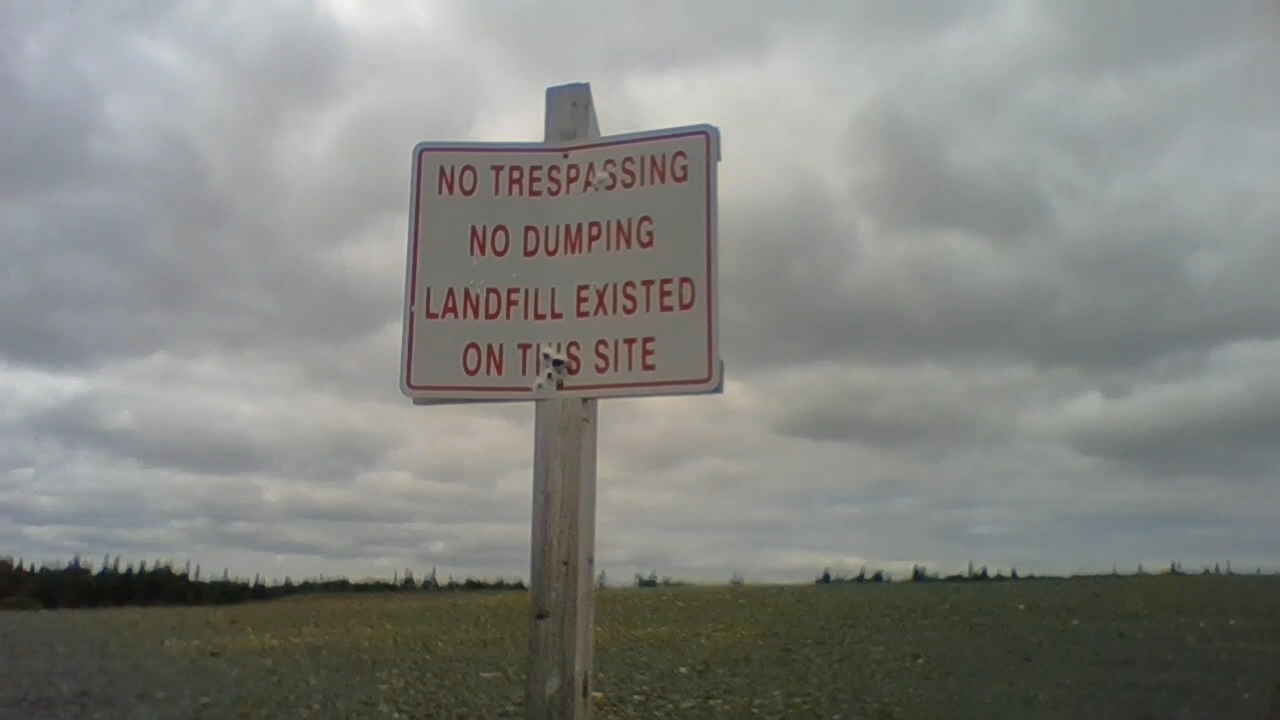 NO TRESPASSING
NO DUMPING
LANDFILL EXISTED
ON THIS SITE